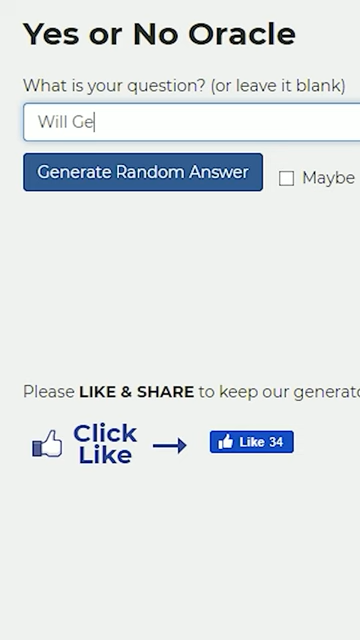 Yes or No Oracle
What is your question? (or leave it blank)
Will Ge
Generate Random Answer
Maybe
Please LIKE & SHARE to keep our generato
Click
Like
Like 34